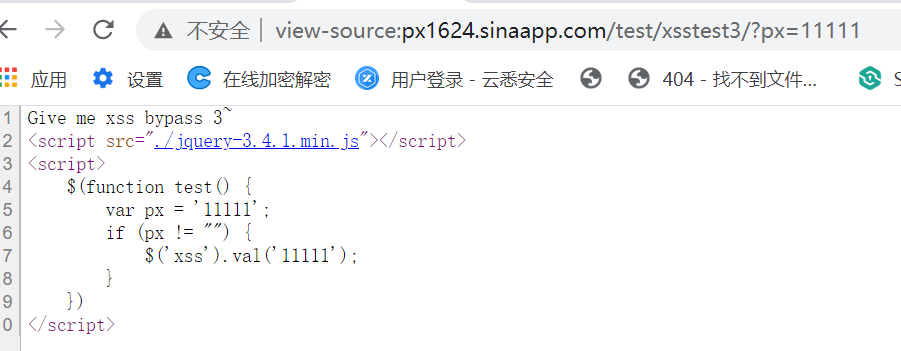 不安全 | view-source:px1624.sinaapp.com/test/xsstest3/?px=11111
应用 设置 在线加密解密 用户登录 - 云悉安全 404 - 找不到文件... S
1 Give me xss bypass 3~
2 <script src="./jquery-3.4.1.min.js"></script>
3 <script>
4 $(function test() {
5 var px = '11111';
6 if (px != "") {
7 $('xss').val('11111');
8 }
9 })
0 </script>